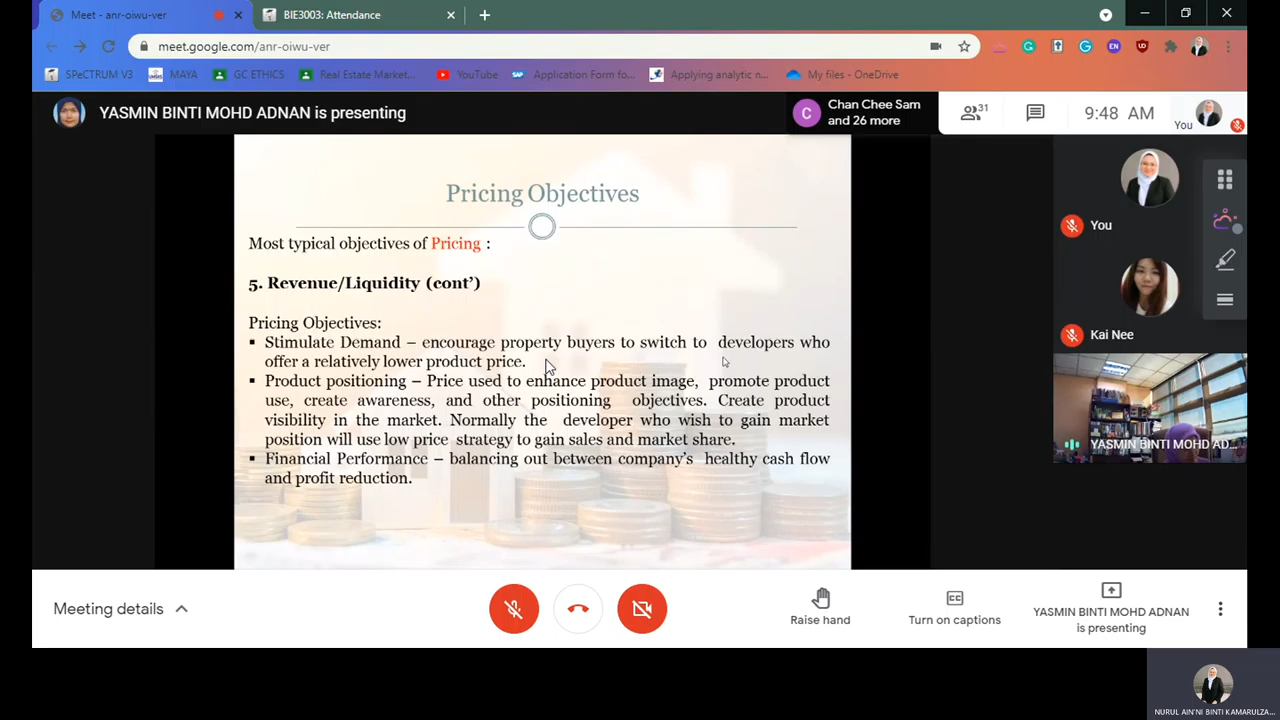 Meet - anr-oiwu-ver
BIE3003: Attendance
meet.google.com/anr-oiwu-ver
SPeCTRUM V3
MAYA
GC ETHICS
Real Estate Market...
YouTube
Application Form fo...
Applying analytic n...
My files - OneDrive
YASMIN BINTI MOHD ADNAN is presenting
C
Chan Chee Sam
and 26 more
31
9:48 AM
You
Pricing Objectives
Most typical objectives of Pricing :
5. Revenue/Liquidity (cont')
Pricing Objectives:
▪ Stimulate Demand – encourage property buyers to switch to developers who
offer a relatively lower product price.
▪ Product positioning – Price used to enhance product image, promote product
use, create awareness, and other positioning objectives. Create product
visibility in the market. Normally the developer who wish to gain market
position will use low price strategy to gain sales and market share.
▪ Financial Performance – balancing out between company's healthy cash flow
and profit reduction.
You
Kai Nee
YASMIN BINTI MOHD AD...
Meeting details
Raise hand
CC
Turn on captions
YASMIN BINTI MOHD ADNAN
is presenting
NURUL AIN'NI BINTI KAMARULZA...